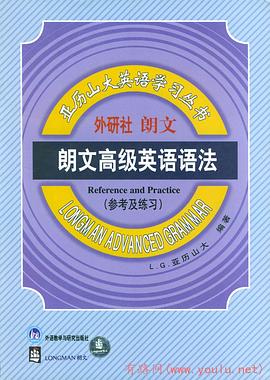 亚历山大英语学习丛书
外研社 朗文
朗文高级英语语法
Reference and Practice
(参考及练习)
LONGMAN ADVANCED GRAMMAR
L.G.亚历山大 编著
外语教学与研究出版社
LONGMAN 朗文
有路网(www.youlu.net)